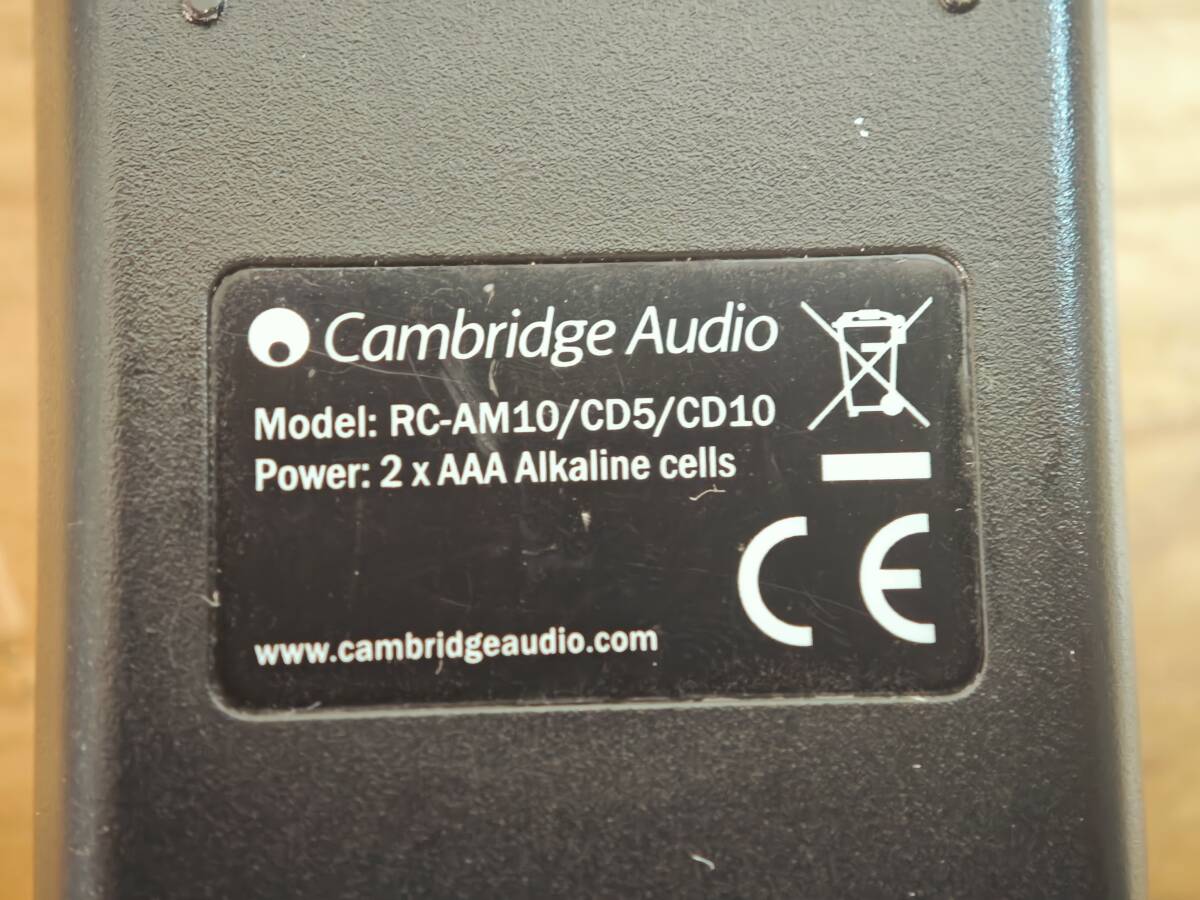 Cambridge Audio
Model: RC-AM10/CD5/CD10
Power: 2 x AAA Alkaline cells
CE
www.cambridgeaudio.com